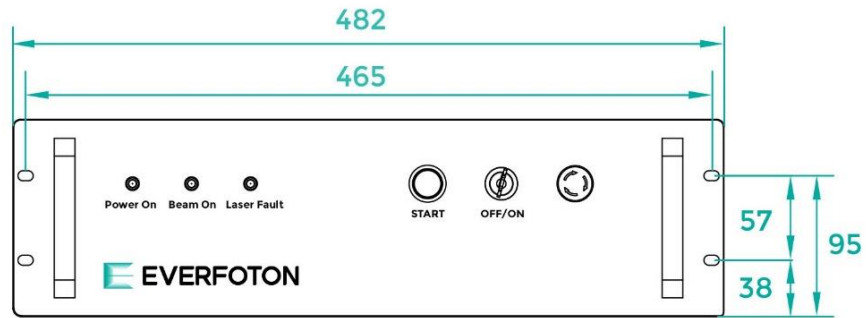 482
465
Power On Beam On Laser Fault
START OFF/ON
57
95
38
EVERFOTON